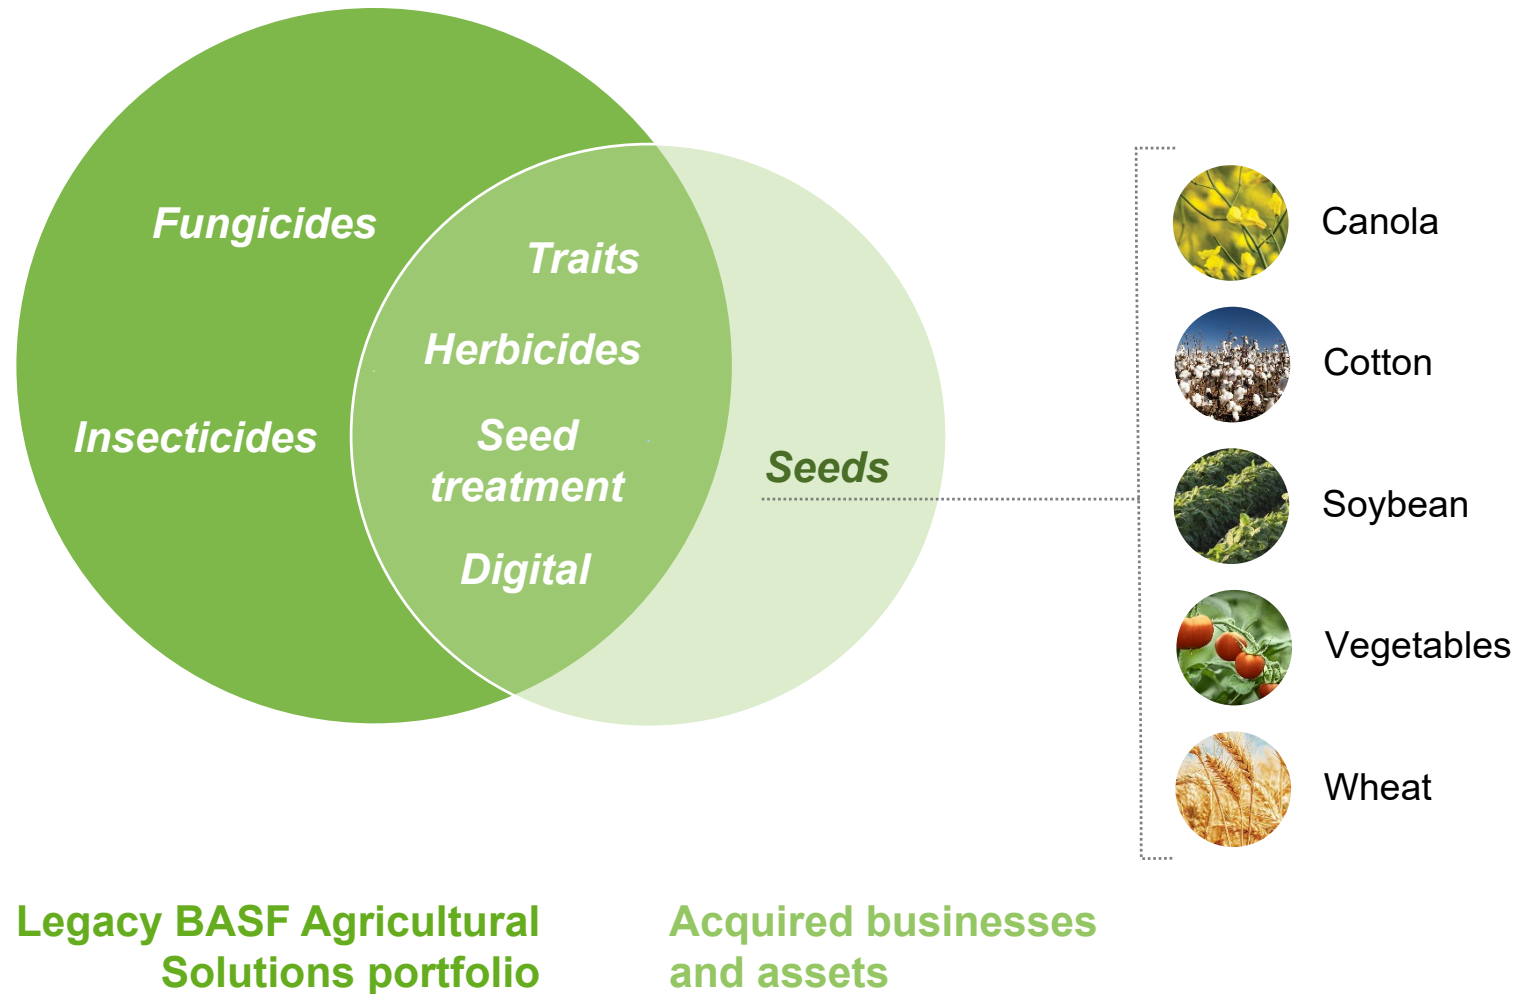 Fungicides
Traits
Herbicides
Insecticides
Seed
treatment
Digital
Seeds
Canola
Cotton
Soybean
Vegetables
Wheat
Legacy BASF Agricultural
Solutions portfolio
Acquired businesses
and assets